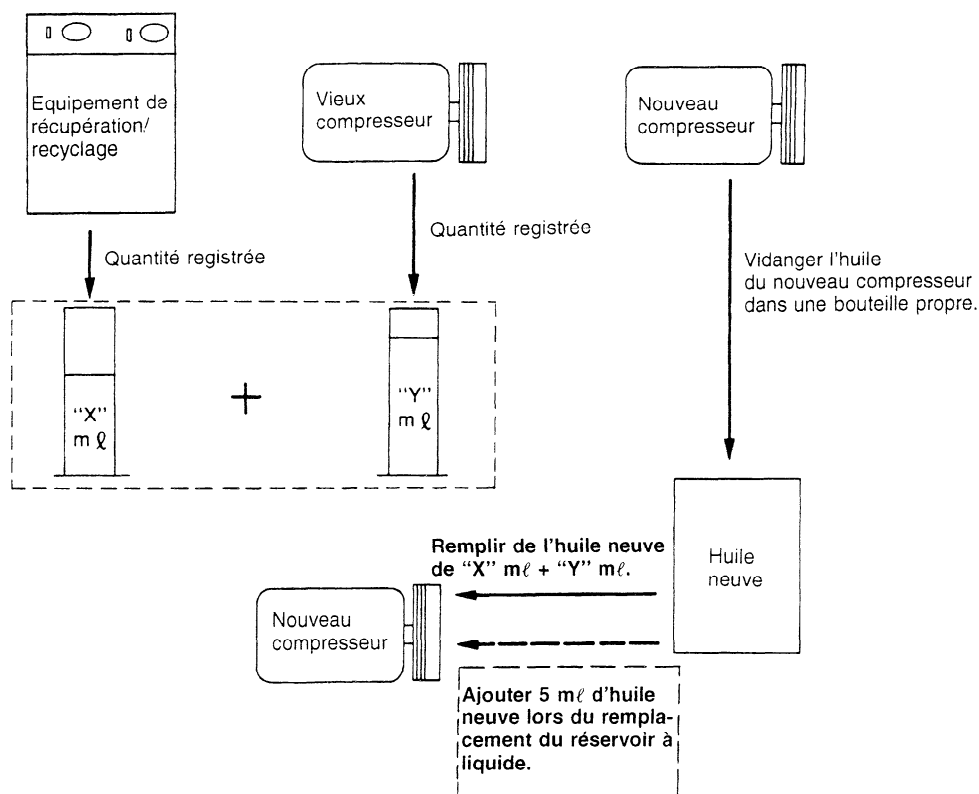 Equipement de
récupération/
recyclage
Vieux
compresseur
Nouveau
compresseur
Quantité registrée
Quantité registrée
Vidanger l'huile
du nouveau compresseur
dans une bouteille propre.
"X"
mℓ
+
"Y"
mℓ
Remplir de l'huile neuve
de "X" mℓ + "Y" mℓ.
Huile
neuve
Nouveau
compresseur
Ajouter 5 mℓ d'huile
neuve lors du rempla-
cement du réservoir à
liquide.